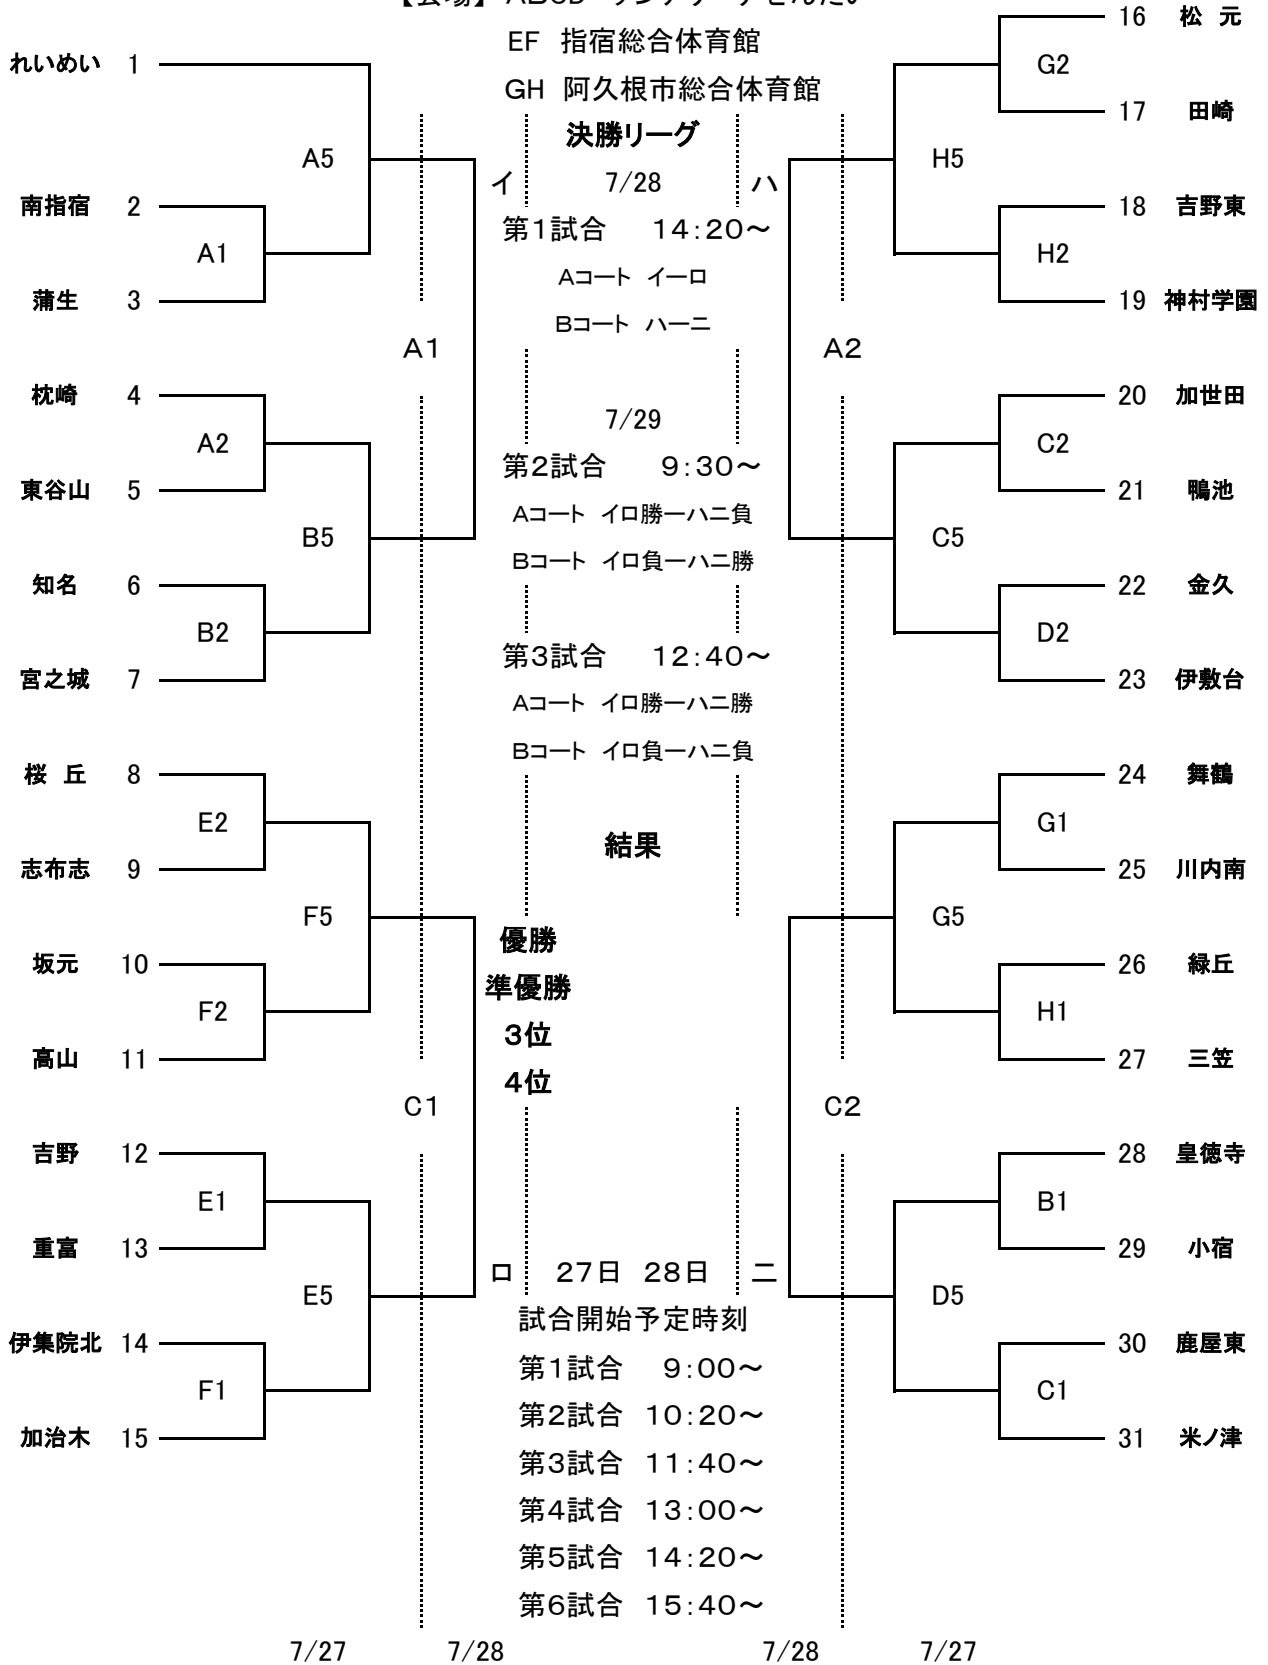 EF 指宿総合体育館
GH 阿久根市総合体育館
決勝リーグ
イ 7/28 ハ
第1試合 14:20～
Aコート イーロ
Bコート ハーニ
7/29
第2試合 9:30～
Aコート イロ勝ーハニ負
Bコート イロ負ーハニ勝
第3試合 12:40～
Aコート イロ勝ーハニ勝
Bコート イロ負ーハニ負
結果
優勝
準優勝
3位
4位
ロ 27日 28日 ニ
試合開始予定時刻
第1試合 9:00～
第2試合 10:20～
第3試合 11:40～
第4試合 13:00～
第5試合 14:20～
第6試合 15:40～
れいめい 1
A5
南指宿 2
A1
蒲生 3
A1
枕崎 4
A2
東谷山 5
B5
知名 6
B2
宮之城 7
桜 丘 8
E2
志布志 9
F5
坂元 10
F2
高山 11
C1
吉野 12
E1
重富 13
E5
伊集院北 14
F1
加治木 15
16 松 元
G2
17 田崎
H5
18 吉野東
H2
19 神村学園
A2
20 加世田
C2
21 鴨池
C5
22 金久
D2
23 伊敷台
24 舞鶴
G1
25 川内南
G5
26 緑丘
H1
27 三笠
C2
28 皇徳寺
B1
29 小宿
D5
30 鹿屋東
C1
31 米ノ津
7/27 7/28 7/28 7/27